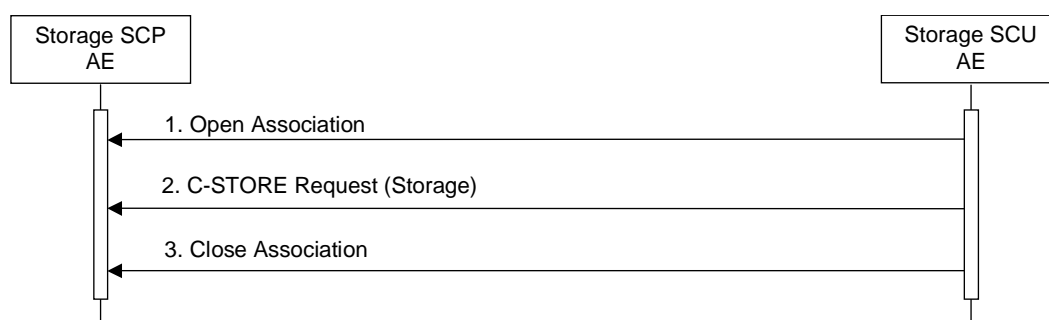 Storage SCP
AE
Storage SCU
AE
1. Open Association
2. C-STORE Request (Storage)
3. Close Association